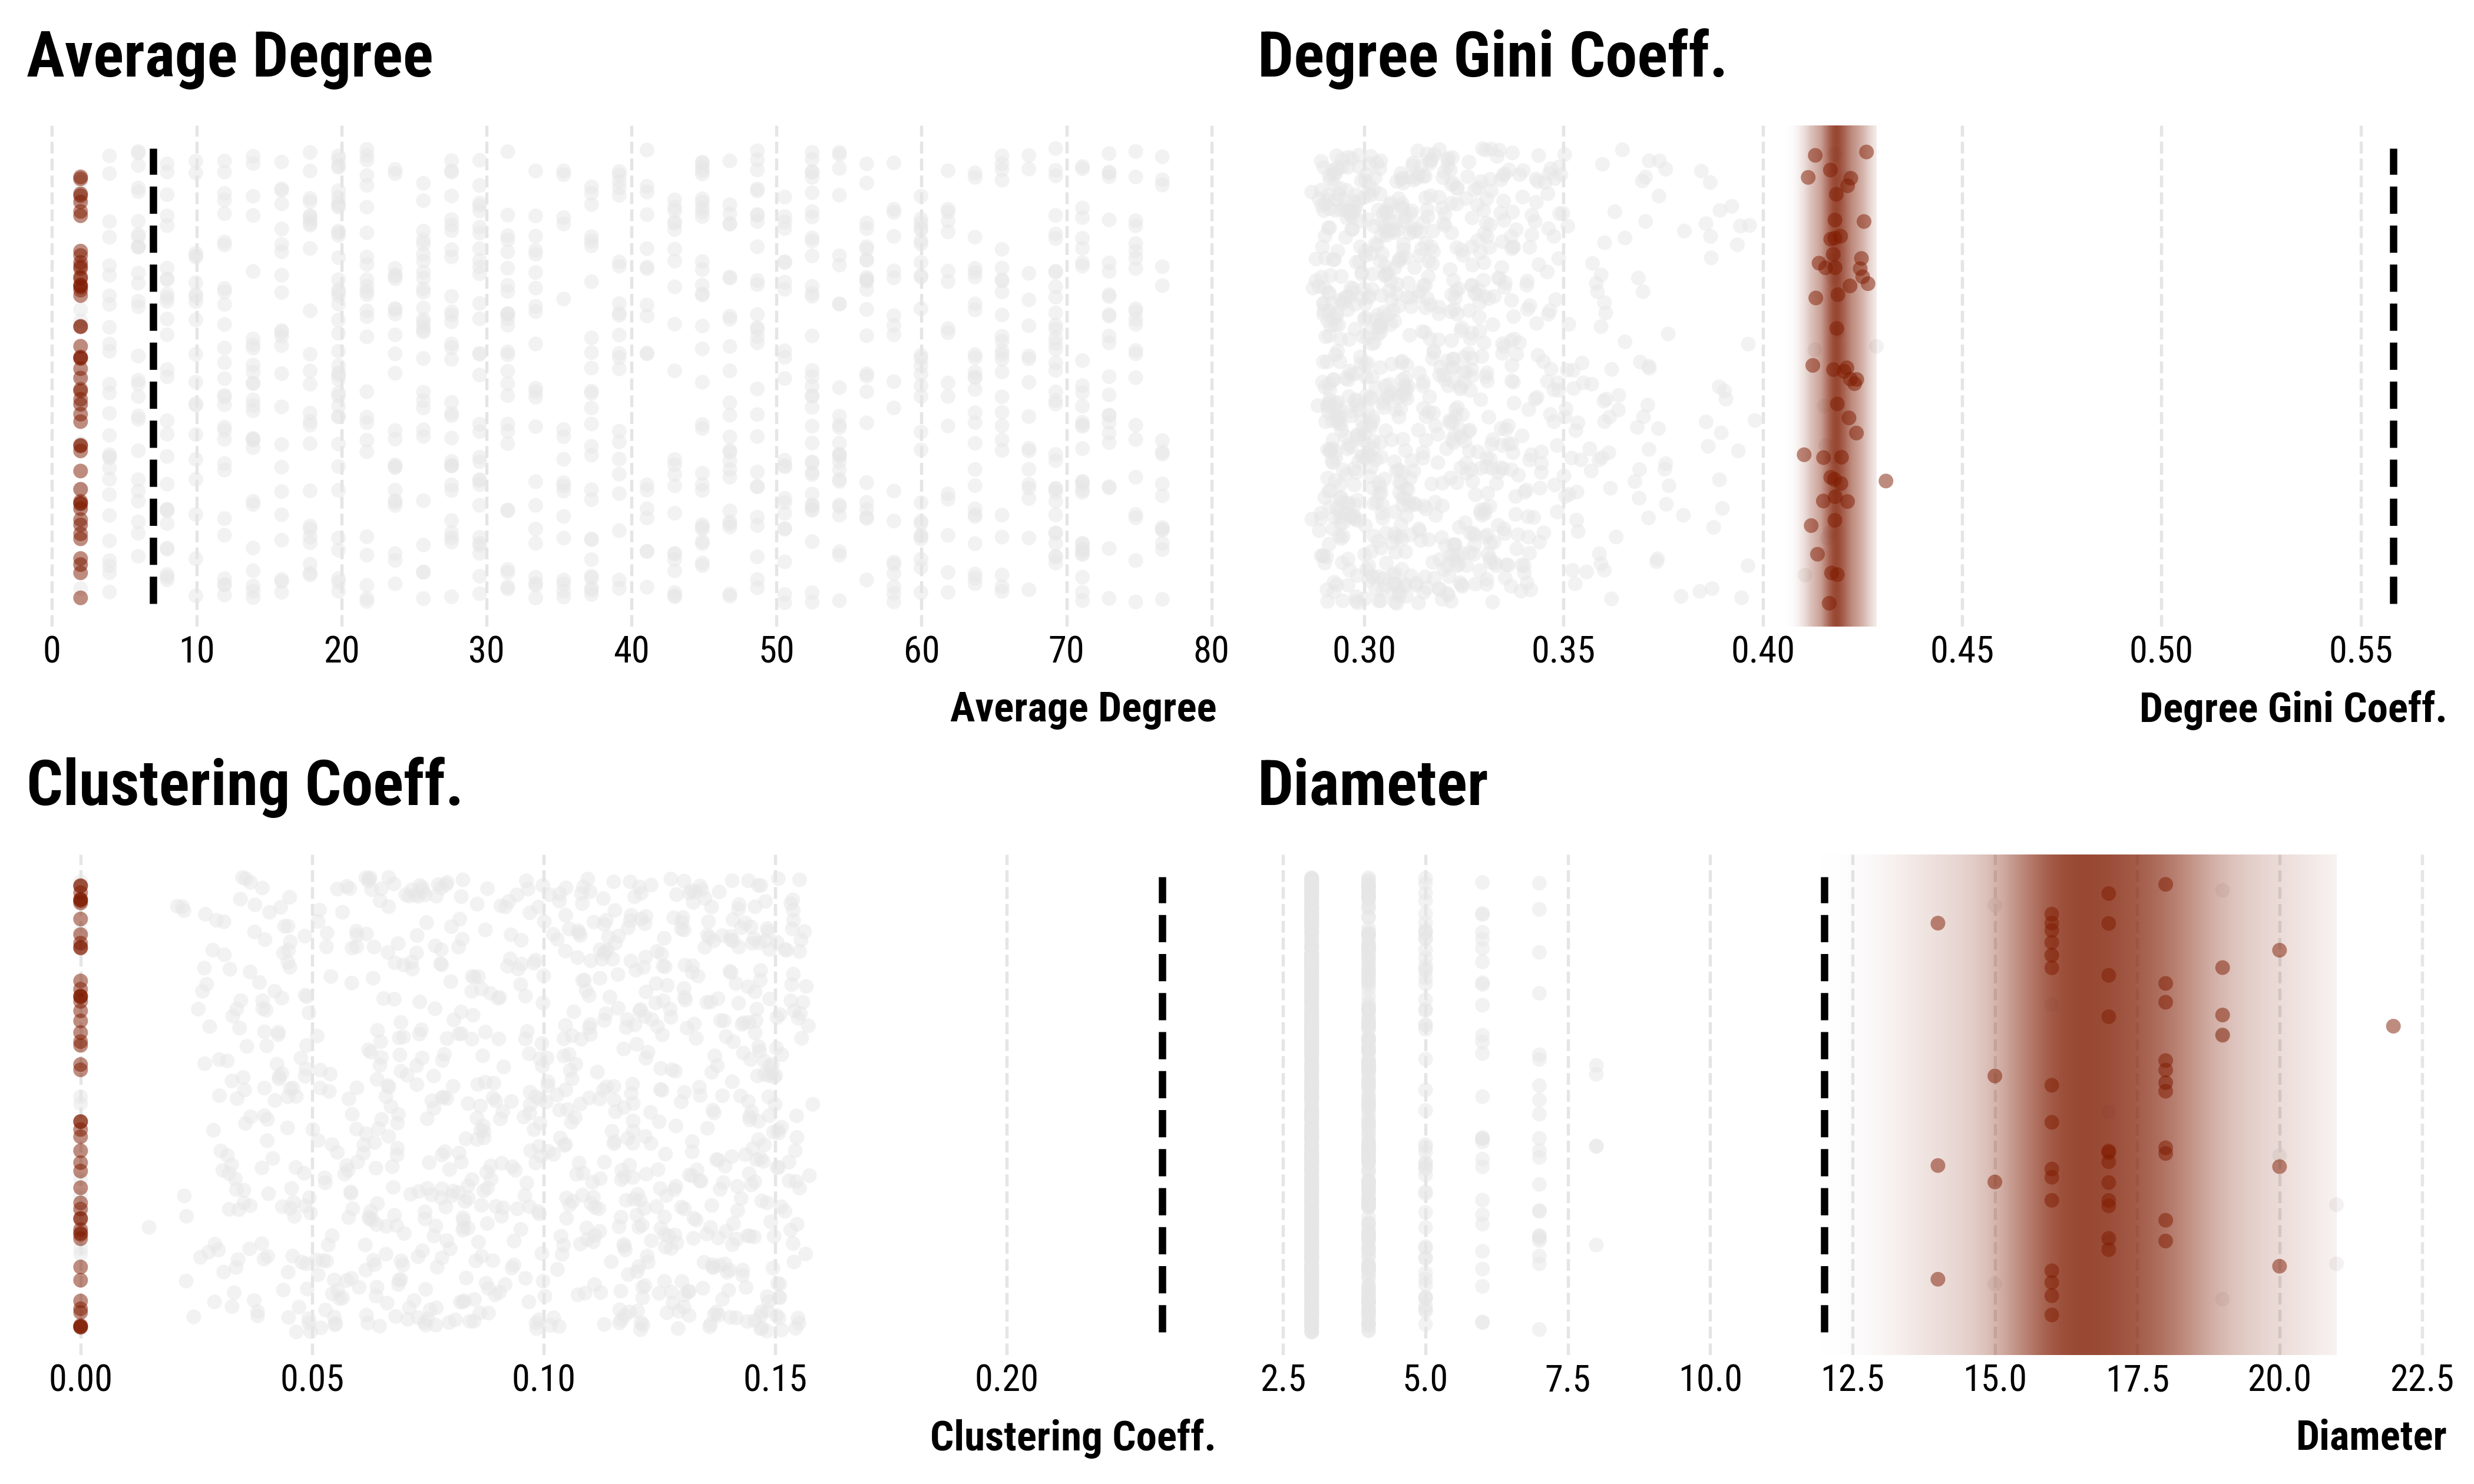 Average Degree
Degree Gini Coeff.
0 10 20 30 40 50 60 70 80
0.30 0.35 0.40 0.45 0.50 0.55
Average Degree
Degree Gini Coeff.
Clustering Coeff.
Diameter
0.00 0.05 0.10 0.15 0.20
2.5 5.0 7.5 10.0 12.5 15.0 17.5 20.0 22.5
Clustering Coeff.
Diameter